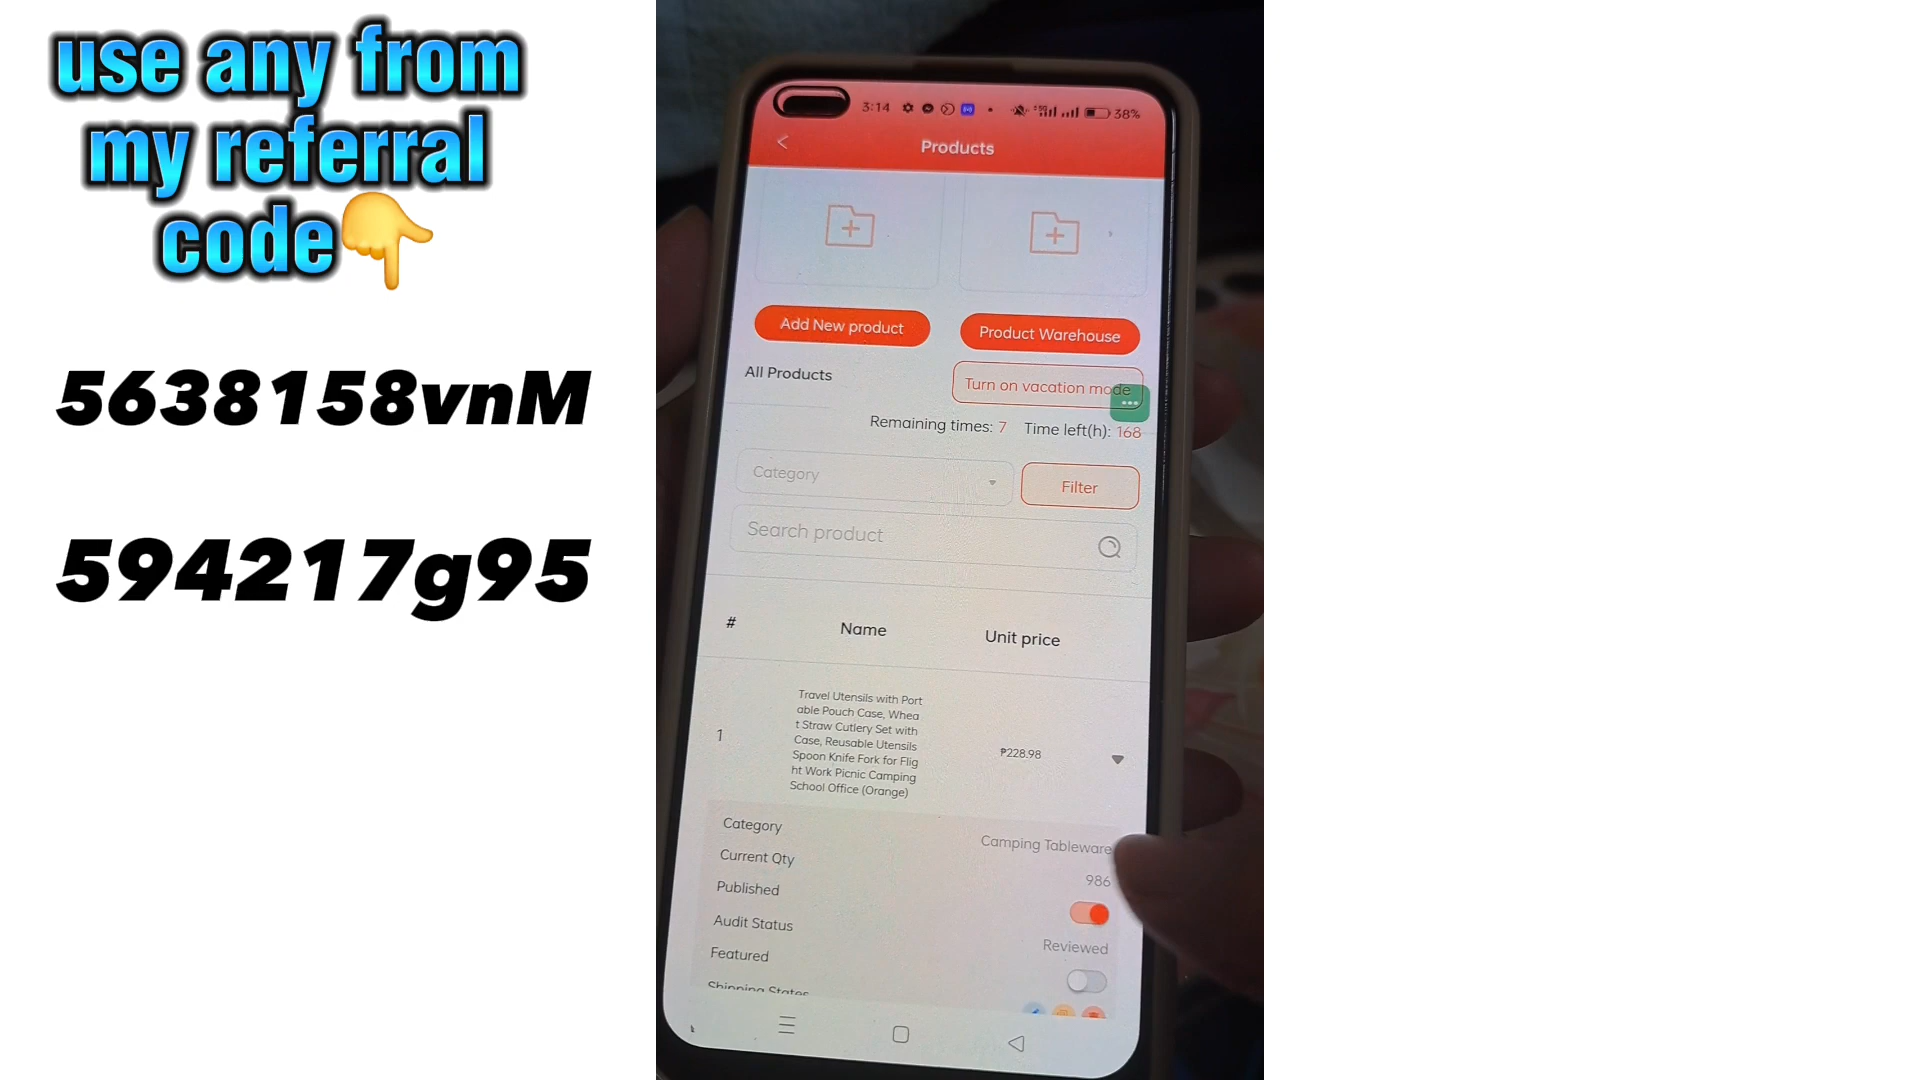 use any from
my referral
code
5638158vnM
594217g95
3:14
38%
Products
Add New product
Product Warehouse
All Products
Turn on vacation mode
Remaining times: 7 Time left(h): 168
Category
Filter
Search product
# Name Unit price
1
Travel Utensils with Port
able Pouch Case, Whea
t Straw Cutlery Set with
Case, Reusable Utensils
Spoon Knife Fork for Flig
ht Work Picnic Camping
School Office (Orange)
₱228.98
Category Camping Tableware
Current Qty 986
Published
Audit Status Reviewed
Featured
Shipping States